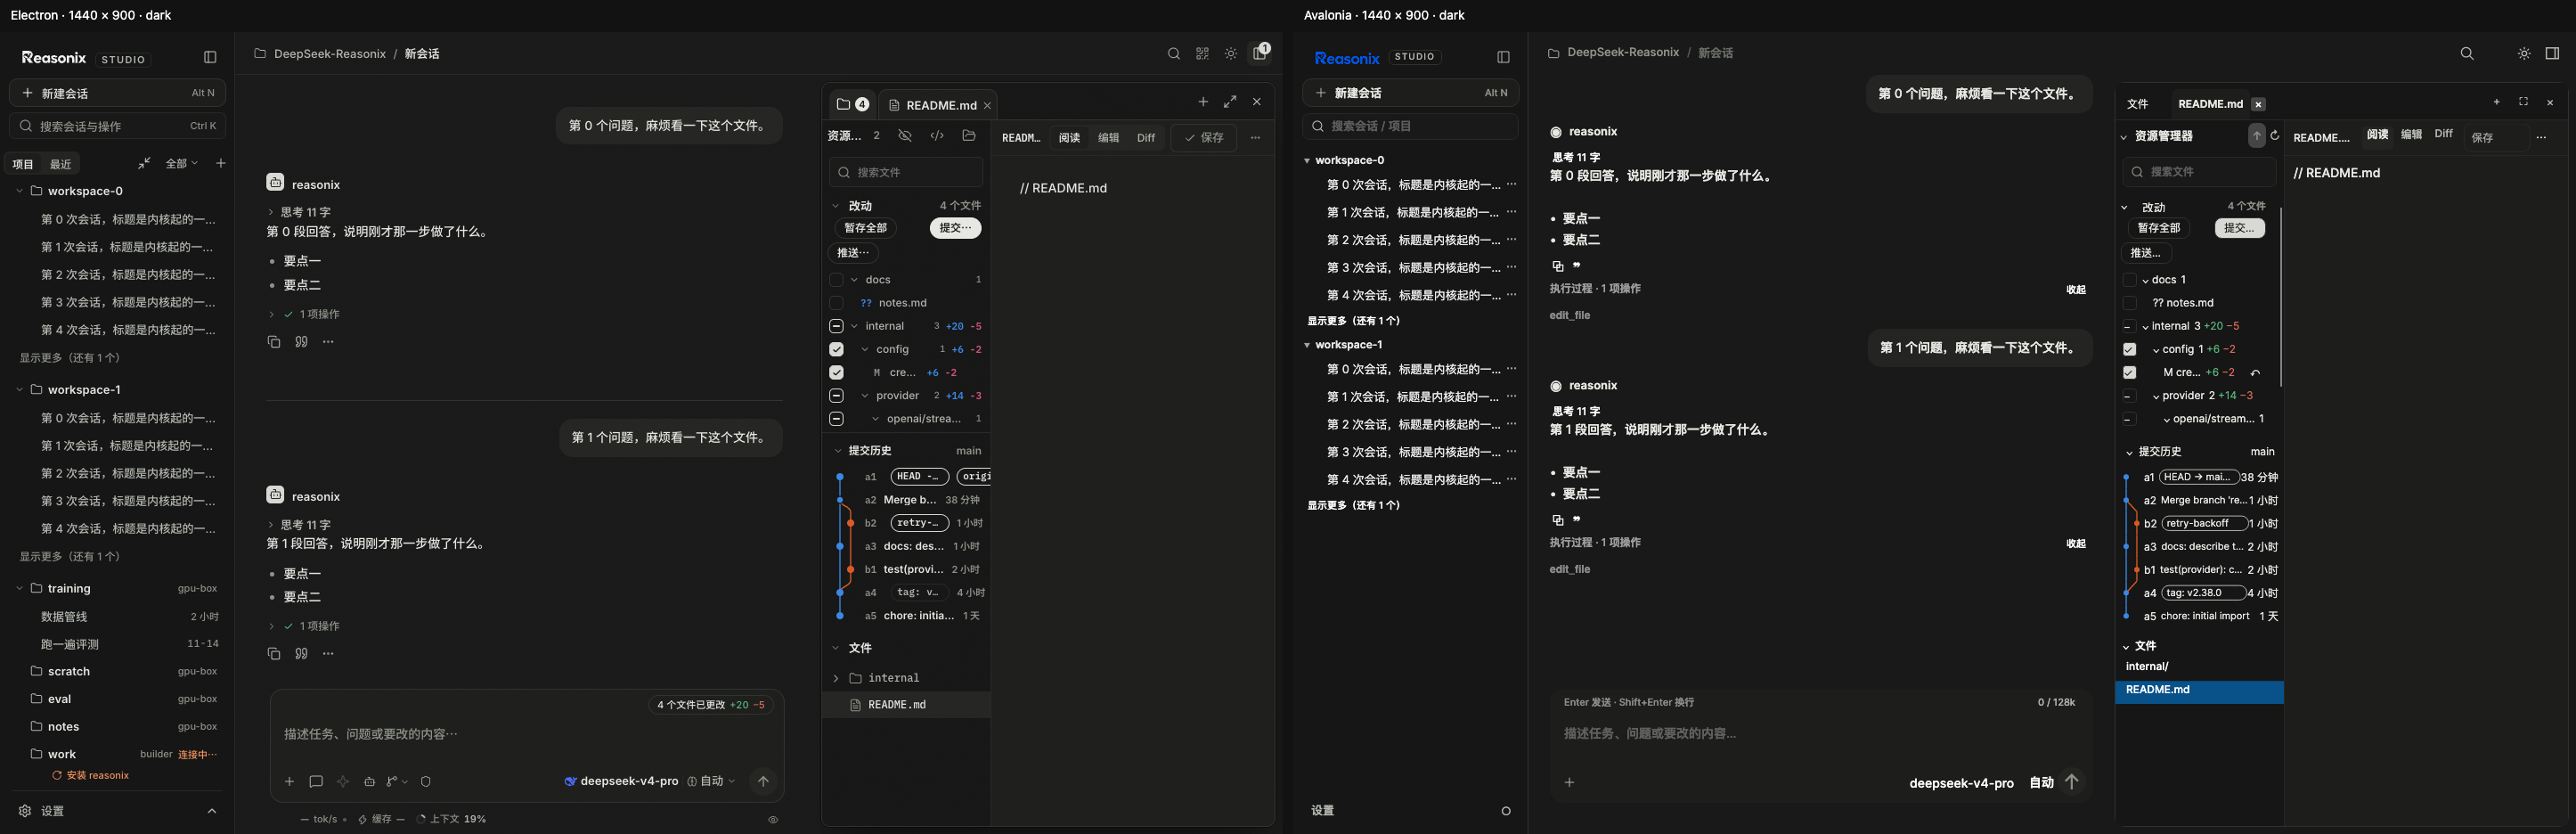 Electron · 1440 × 900 · dark
Reasonix STUDIO
新建会话 Alt N
搜索会话与操作 Ctrl K
项目 最近 全部
workspace-0
第 0 次会话，标题是内核起的一...
第 1 次会话，标题是内核起的一...
第 2 次会话，标题是内核起的一...
第 3 次会话，标题是内核起的一...
第 4 次会话，标题是内核起的一...
显示更多（还有 1 个）
workspace-1
第 0 次会话，标题是内核起的一...
第 1 次会话，标题是内核起的一...
第 2 次会话，标题是内核起的一...
第 3 次会话，标题是内核起的一...
第 4 次会话，标题是内核起的一...
显示更多（还有 1 个）
training gpu-box
数据管线 2 小时
跑一遍评测 11-14
scratch gpu-box
eval gpu-box
notes gpu-box
work builder 连接中…
安装 reasonix
设置
DeepSeek-Reasonix / 新会话
1
第 0 个问题，麻烦看一下这个文件。
reasonix
思考 11 字
第 0 段回答，说明刚才那一步做了什么。
• 要点一
• 要点二
1 项操作
第 1 个问题，麻烦看一下这个文件。
reasonix
思考 11 字
第 1 段回答，说明刚才那一步做了什么。
• 要点一
• 要点二
1 项操作
4 个文件已更改 +20 −5
描述任务、问题或要改的内容…
deepseek-v4-pro 自动
— tok/s 缓存 — 上下文 19%
4 README.md
资源... 2
搜索文件
改动 4 个文件
暂存全部 提交…
推送…
docs 1
?? notes.md
internal 3 +20 -5
config 1 +6 -2
M cre... +6 -2
provider 2 +14 -3
openai/strea... 1
提交历史 main
a1 HEAD -… origi
a2 Merge b... 38 分钟
b2 retry-… 1 小时
a3 docs: des... 1 小时
b1 test(provi... 2 小时
a4 tag: v… 4 小时
a5 chore: initia... 1 天
文件
internal
README.md
READM… 阅读 编辑 Diff 保存
// README.md
Avalonia · 1440 × 900 · dark
Reasonix STUDIO
新建会话 Alt N
搜索会话 / 项目
workspace-0
第 0 次会话，标题是内核起的一...
第 1 次会话，标题是内核起的一...
第 2 次会话，标题是内核起的一...
第 3 次会话，标题是内核起的一...
第 4 次会话，标题是内核起的一...
显示更多（还有 1 个）
workspace-1
第 0 次会话，标题是内核起的一...
第 1 次会话，标题是内核起的一...
第 2 次会话，标题是内核起的一...
第 3 次会话，标题是内核起的一...
第 4 次会话，标题是内核起的一...
显示更多（还有 1 个）
设置
DeepSeek-Reasonix / 新会话
第 0 个问题，麻烦看一下这个文件。
reasonix
思考 11 字
第 0 段回答，说明刚才那一步做了什么。
• 要点一
• 要点二
执行过程 · 1 项操作 收起
edit_file
第 1 个问题，麻烦看一下这个文件。
reasonix
思考 11 字
第 1 段回答，说明刚才那一步做了什么。
• 要点一
• 要点二
执行过程 · 1 项操作 收起
edit_file
Enter 发送 · Shift+Enter 换行 0 / 128k
描述任务、问题或要改的内容...
deepseek-v4-pro 自动
文件 README.md
资源管理器
搜索文件
改动 4 个文件
暂存全部 提交...
推送...
docs 1
?? notes.md
internal 3 +20 −5
config 1 +6 −2
M cre... +6 −2
provider 2 +14 −3
openai/stream... 1
提交历史 main
a1 HEAD → mai... 38 分钟
a2 Merge branch 're... 1 小时
b2 retry-backoff 1 小时
a3 docs: describe t... 2 小时
b1 test(provider): c... 2 小时
a4 tag: v2.38.0 4 小时
a5 chore: initial import 1 天
文件
internal/
README.md
README.... 阅读 编辑 Diff 保存
// README.md